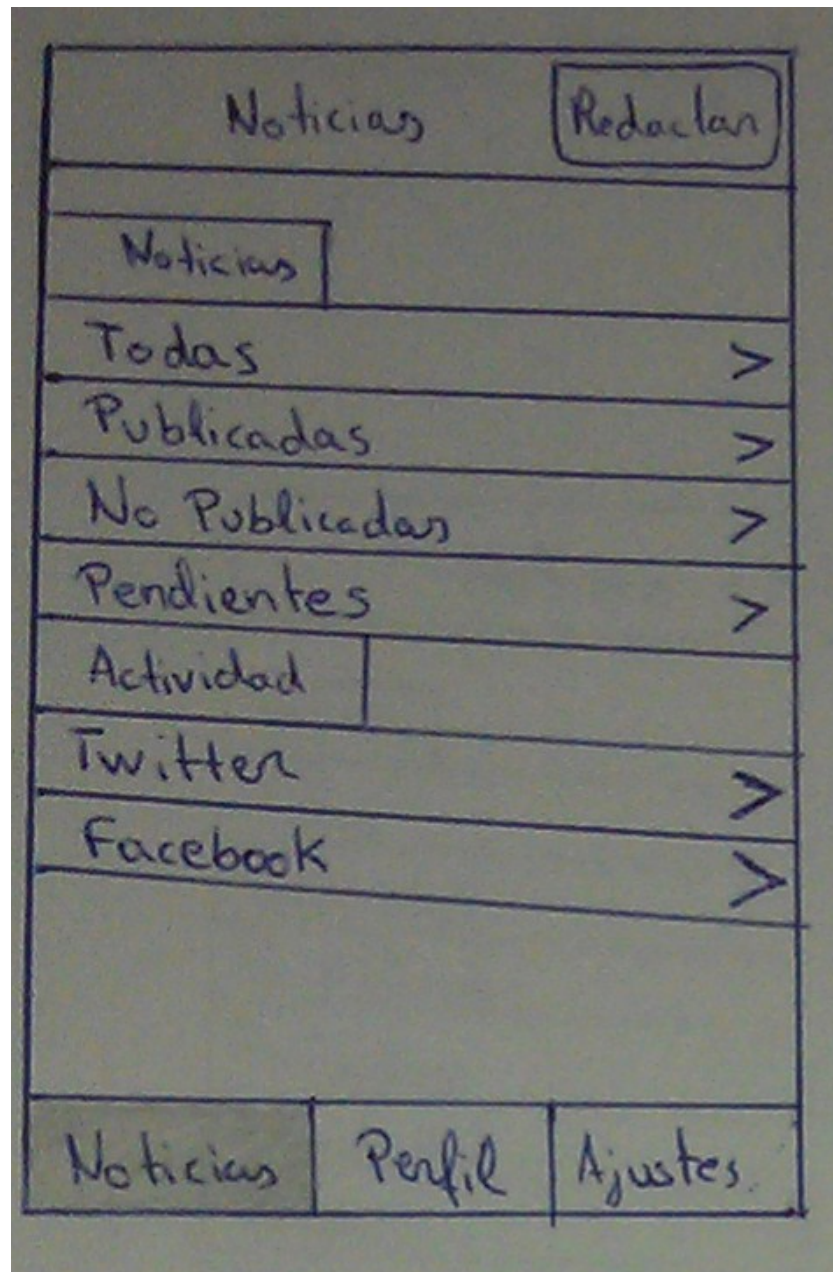 Noticias Redactar
Noticias
Todas >
Publicadas >
No Publicadas >
Pendientes >
Actividad
Twitter >
Facebook >
Noticias Perfil Ajustes